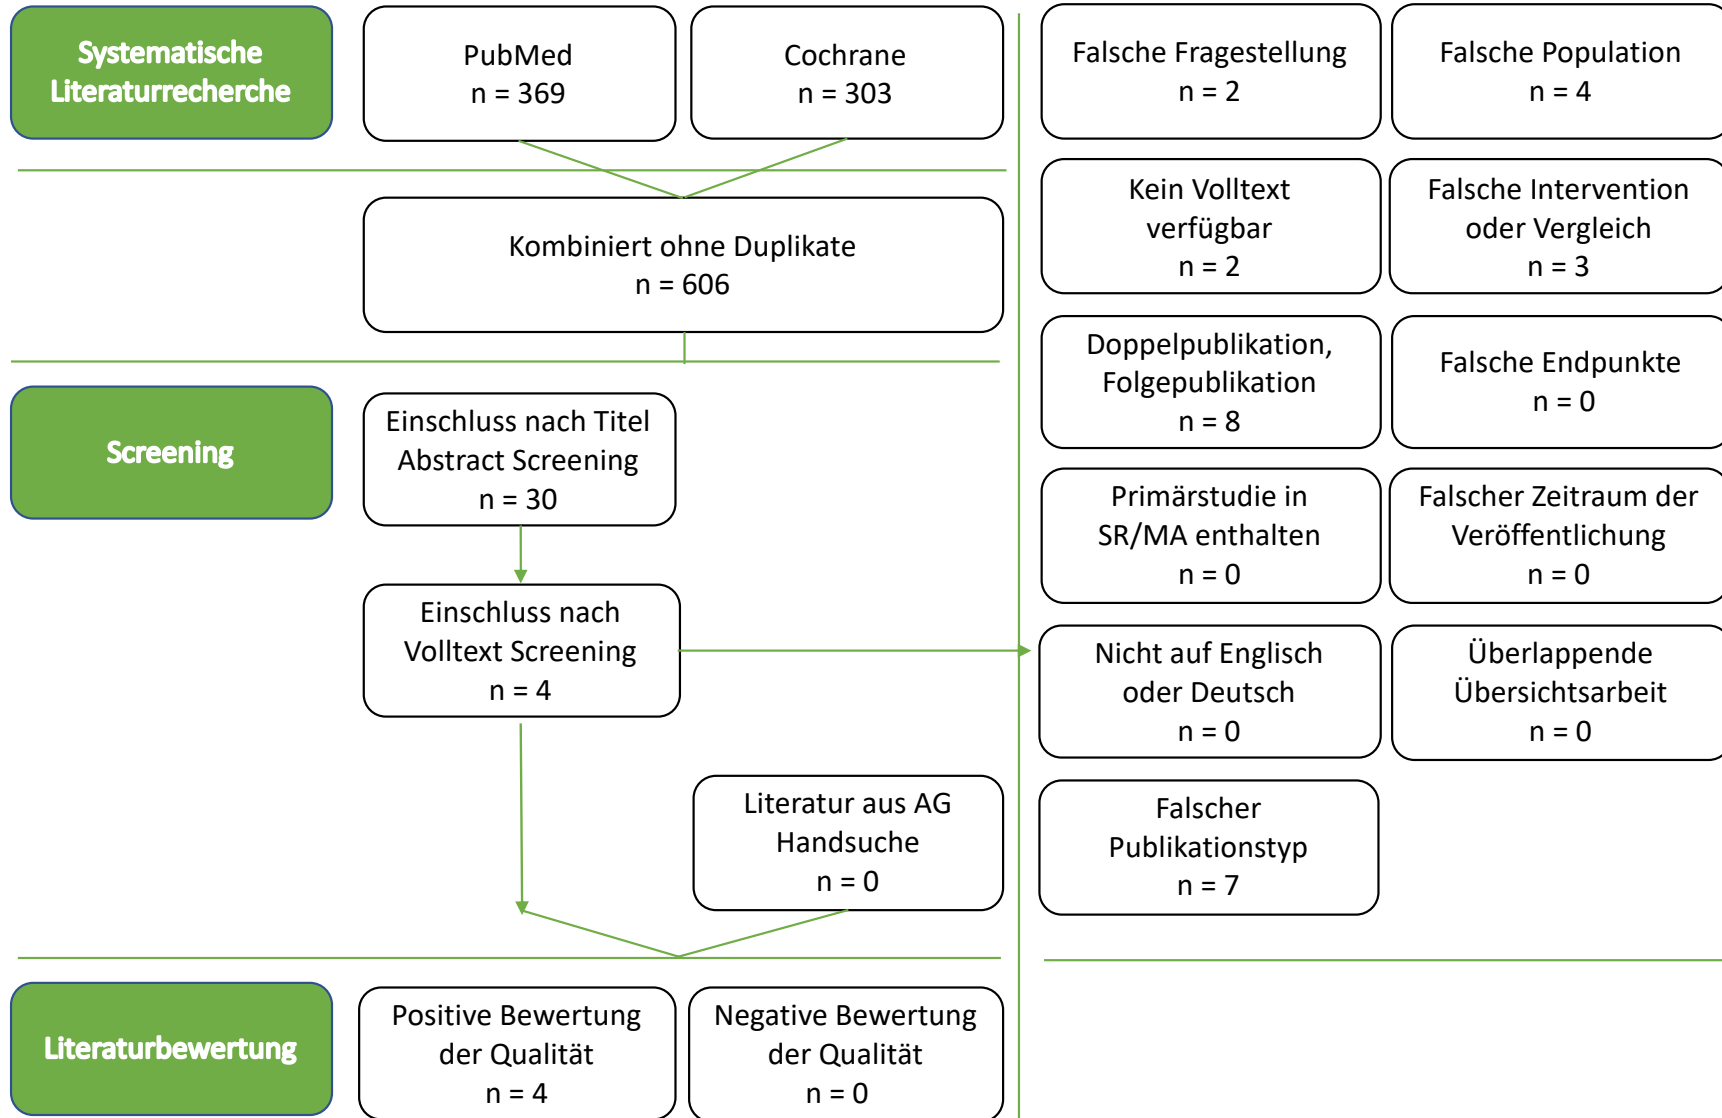 Systematische
Literaturrecherche
PubMed
n = 369
Cochrane
n = 303
Kombiniert ohne Duplikate
n = 606
Screening
Einschluss nach Titel
Abstract Screening
n = 30
Einschluss nach
Volltext Screening
n = 4
Literatur aus AG
Handsuche
n = 0
Literaturbewertung
Positive Bewertung
der Qualität
n = 4
Negative Bewertung
der Qualität
n = 0
Falsche Fragestellung
n = 2
Falsche Population
n = 4
Kein Volltext
verfügbar
n = 2
Falsche Intervention
oder Vergleich
n = 3
Doppelpublikation,
Folgepublikation
n = 8
Falsche Endpunkte
n = 0
Primärstudie in
SR/MA enthalten
n = 0
Falscher Zeitraum der
Veröffentlichung
n = 0
Nicht auf Englisch
oder Deutsch
n = 0
Überlappende
Übersichtsarbeit
n = 0
Falscher
Publikationstyp
n = 7